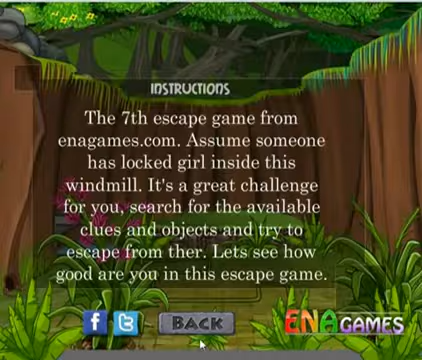 INSTRUCTIONS
The 7th escape game from
enagames.com. Assume someone
has locked girl inside this
windmill. It's a great challenge
for you, search for the available
clues and objects and try to
escape from ther. Lets see how
good are you in this escape game.
BACK
ENAGAMES